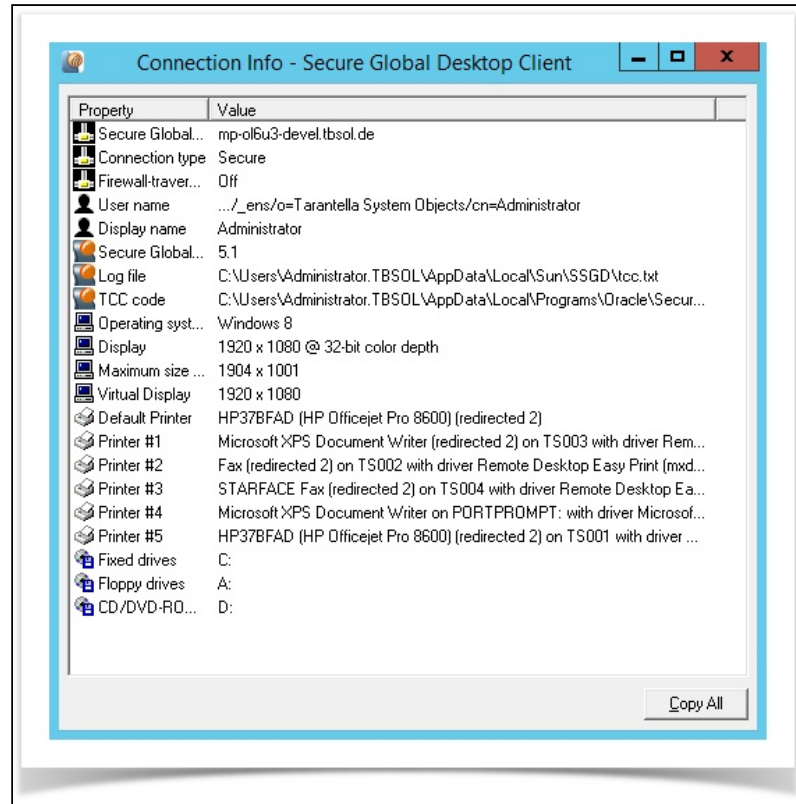 Connection Info - Secure Global Desktop Client
Property Value
Secure Global... mp-ol6u3-devel.tbsol.de
Connection type Secure
Firewall-traver... Off
User name .../_ens/o=Tarantella System Objects/cn=Administrator
Display name Administrator
Secure Global... 5.1
Log file C:\Users\Administrator.TBSOL\AppData\Local\Sun\SSGD\tcc.txt
TCC code C:\Users\Administrator.TBSOL\AppData\Local\Programs\Oracle\Secur...
Operating syst... Windows 8
Display 1920 x 1080 @ 32-bit color depth
Maximum size ... 1904 x 1001
Virtual Display 1920 x 1080
Default Printer HP37BFAD (HP Officejet Pro 8600) (redirected 2)
Printer #1 Microsoft XPS Document Writer (redirected 2) on TS003 with driver Rem...
Printer #2 Fax (redirected 2) on TS002 with driver Remote Desktop Easy Print (mxd...
Printer #3 STARFACE Fax (redirected 2) on TS004 with driver Remote Desktop Ea...
Printer #4 Microsoft XPS Document Writer on PORTPROMPT: with driver Microsof...
Printer #5 HP37BFAD (HP Officejet Pro 8600) (redirected 2) on TS001 with driver ...
Fixed drives C:
Floppy drives A:
CD/DVD-RO... D:
Copy All